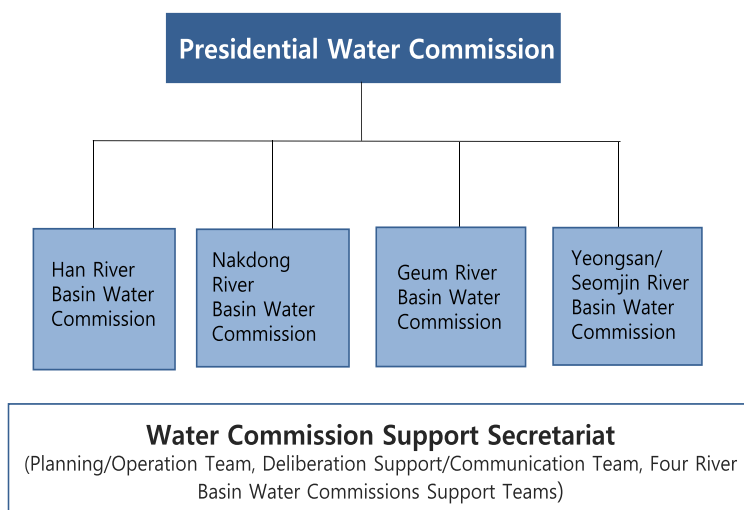 Presidential Water Commission
Han River
Basin Water
Commission
Nakdong
River
Basin Water
Commission
Geum River
Basin Water
Commission
Yeongsan/
Seomjin River
Basin Water
Commission
Water Commission Support Secretariat
(Planning/Operation Team, Deliberation Support/Communication Team, Four River
Basin Water Commissions Support Teams)